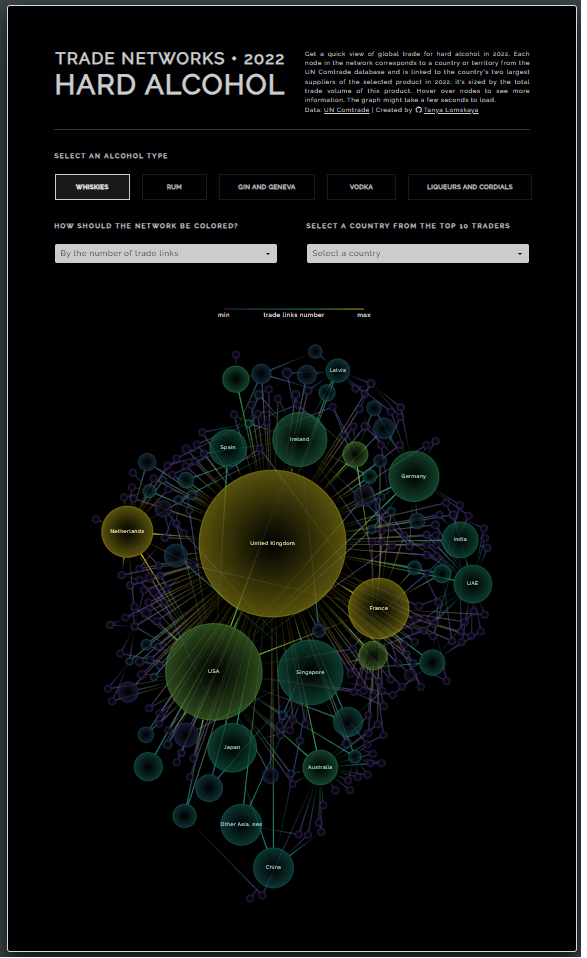 TRADE NETWORKS • 2022
HARD ALCOHOL
Get a quick view of global trade for hard alcohol in 2022. Each
node in the network corresponds to a country or territory from the
UN Comtrade database and is linked to the country's two largest
suppliers of the selected product in 2022; it's sized by the total
trade volume of this product. Hover over nodes to see more
information. The graph might take a few seconds to load.
Data: UN Comtrade | Created by Tanya Lomskaya
SELECT AN ALCOHOL TYPE
WHISKIES
RUM
GIN AND GENEVA
VODKA
LIQUEURS AND CORDIALS
HOW SHOULD THE NETWORK BE COLORED?
SELECT A COUNTRY FROM THE TOP 10 TRADERS
By the number of trade links
Select a country
min
trade links number
max
Latvia
Ireland
Spain
Germany
Netherlands
United Kingdom
India
UAE
France
USA
Singapore
Japan
Australia
Other Asia, nes
China